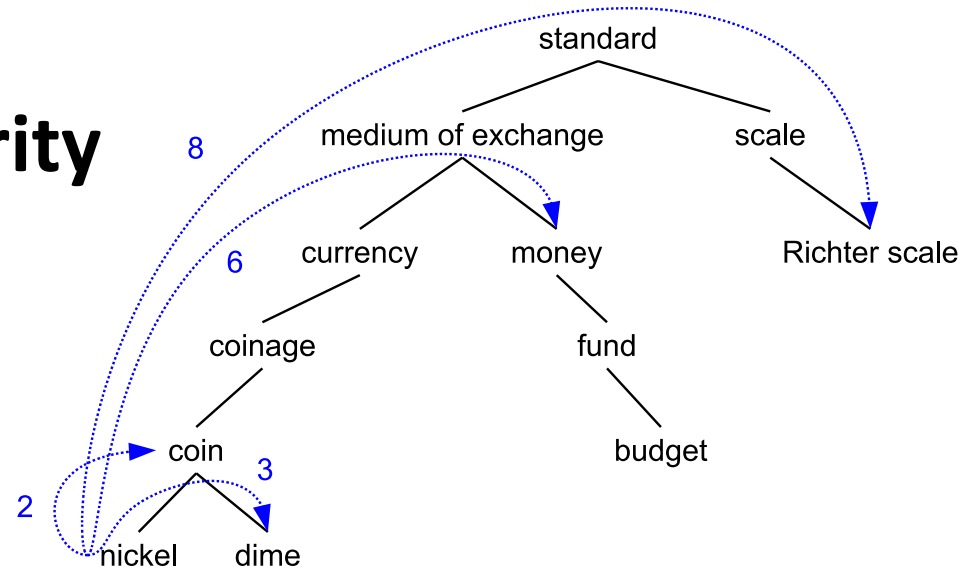 standard
rity
8
medium of exchange
scale
6
currency
money
Richter scale
coinage
fund
coin
3
budget
2
nickel
dime